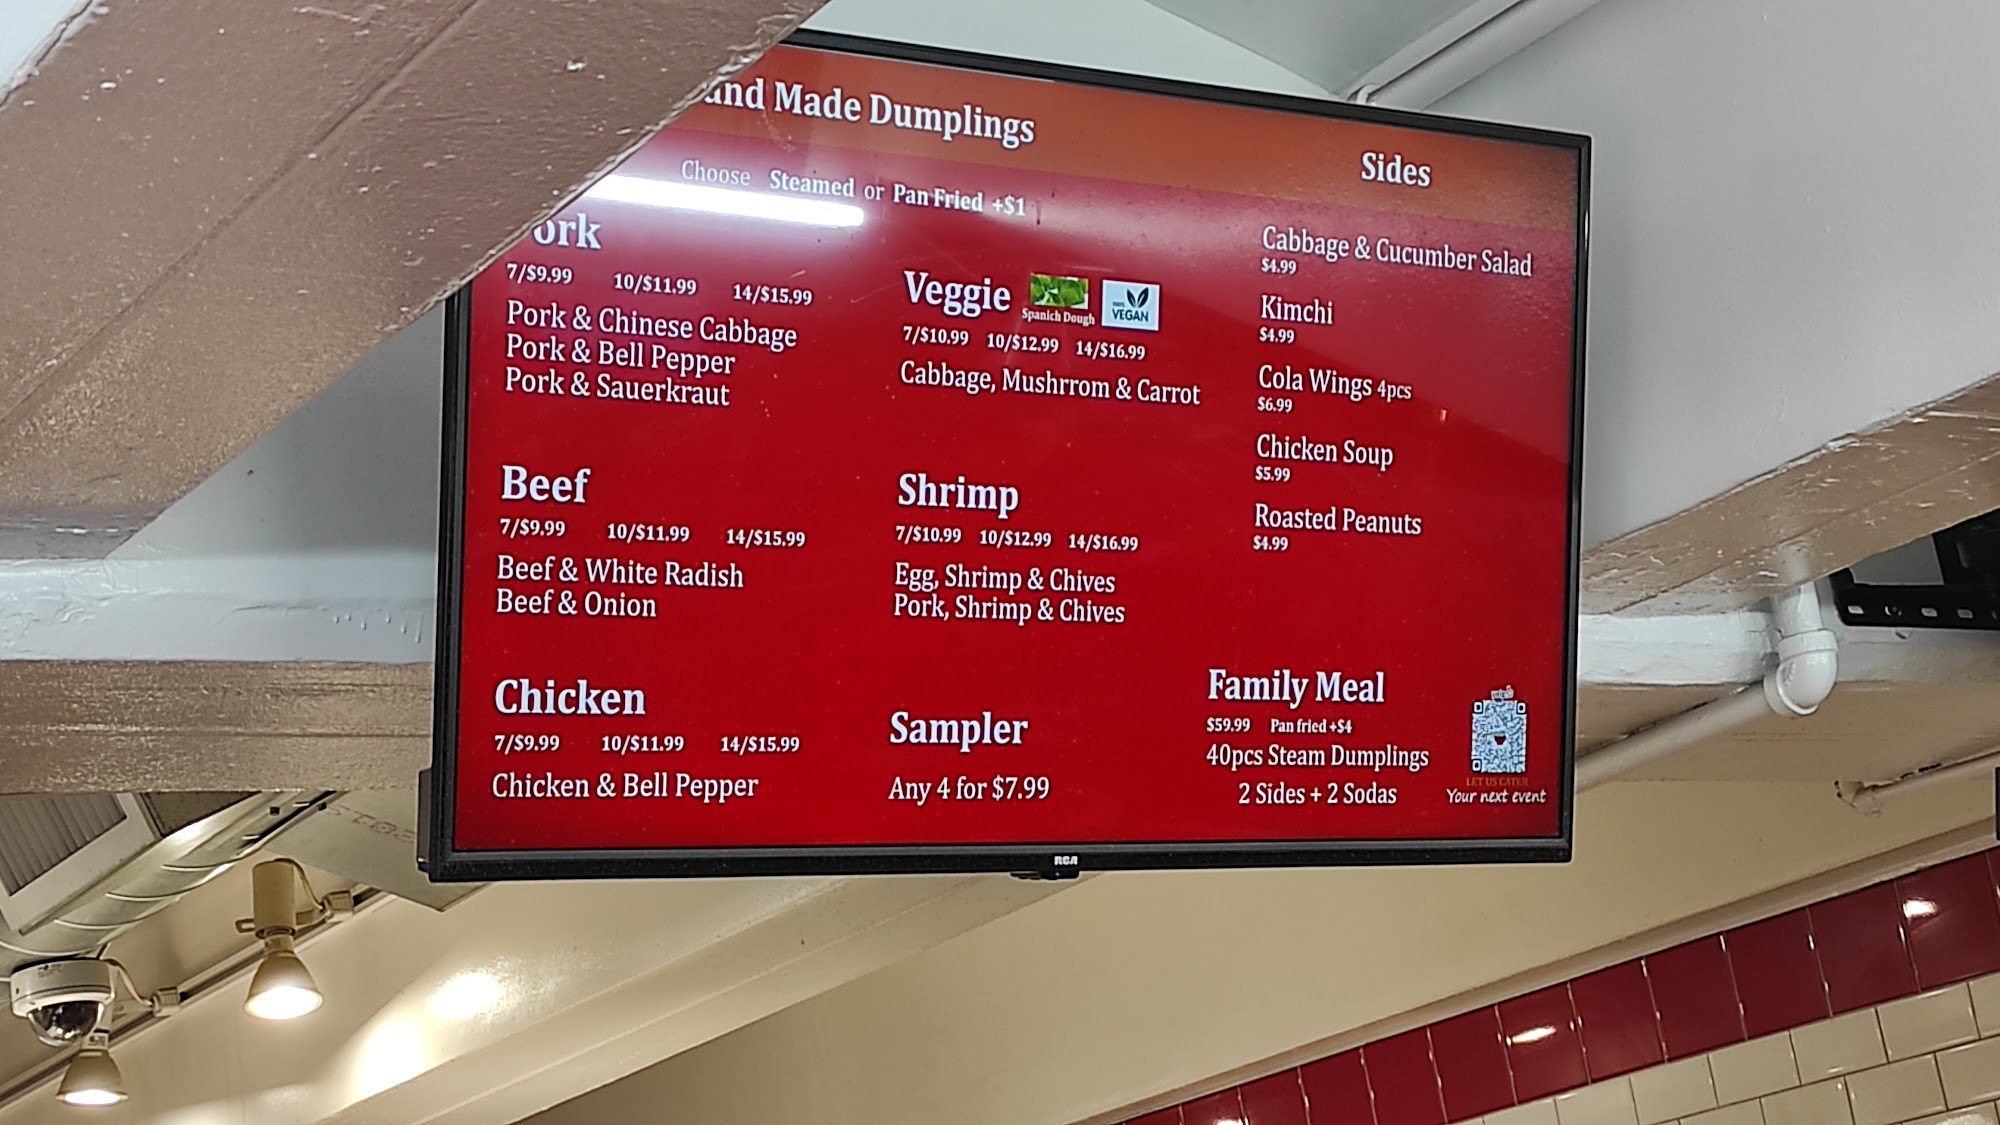 and Made Dumplings
Choose Steamed or Pan Fried +$1
ork
7/$9.99 10/$11.99 14/$15.99
Pork & Chinese Cabbage
Pork & Bell Pepper
Pork & Sauerkraut
Beef
7/$9.99 10/$11.99 14/$15.99
Beef & White Radish
Beef & Onion
Chicken
7/$9.99 10/$11.99 14/$15.99
Chicken & Bell Pepper
Veggie
Spanich Dough
VEGAN
7/$10.99 10/$12.99 14/$16.99
Cabbage, Mushrrom & Carrot
Shrimp
7/$10.99 10/$12.99 14/$16.99
Egg, Shrimp & Chives
Pork, Shrimp & Chives
Sampler
Any 4 for $7.99
Sides
Cabbage & Cucumber Salad
$4.99
Kimchi
$4.99
Cola Wings 4pcs
$6.99
Chicken Soup
$5.99
Roasted Peanuts
$4.99
Family Meal
$59.99 Pan fried +$4
40pcs Steam Dumplings
2 Sides + 2 Sodas
LET US CATER
Your next event
RCA